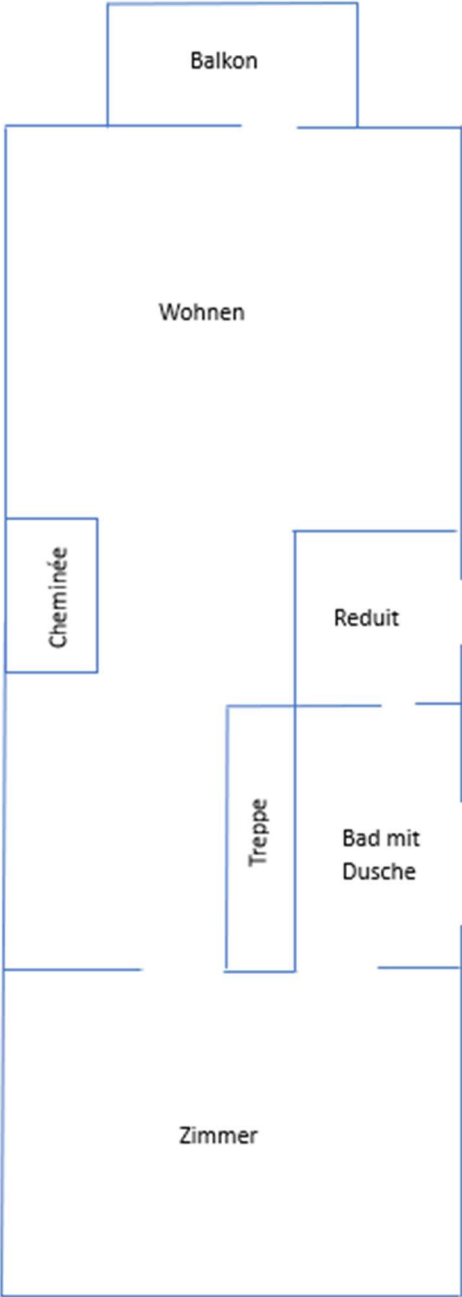 Balkon
Wohnen
Cheminée
Reduit
Treppe
Bad mit
Dusche
Zimmer